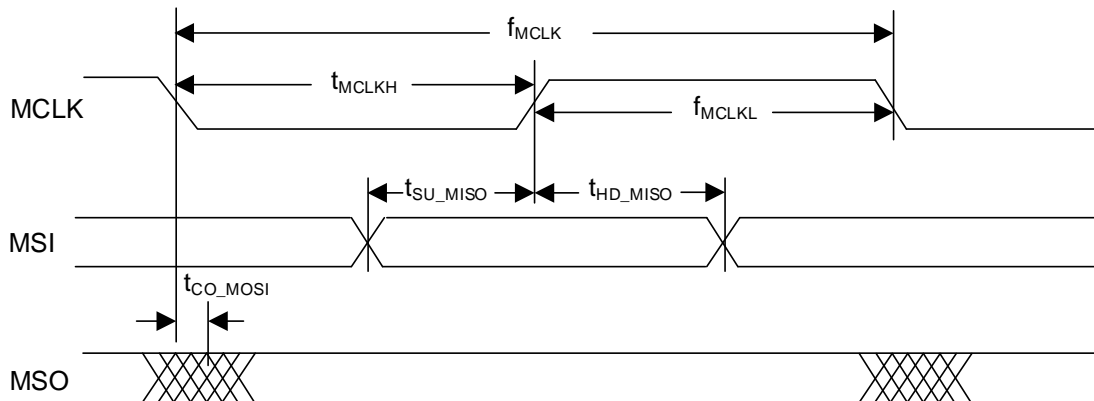 fMCLK
tMCLKH
MCLK
fMCLKL
tSU_MISO
tHD_MISO
MSI
tCO_MOSI
MSO